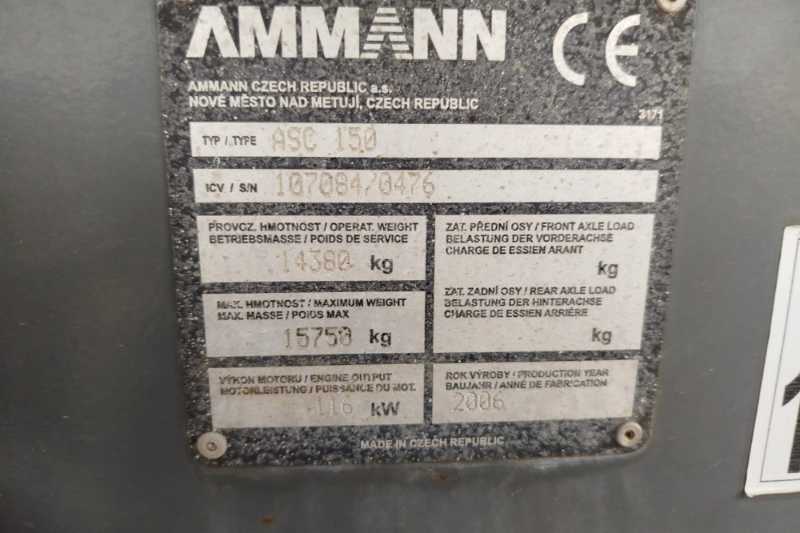 AMMANN
CE
AMMANN CZECH REPUBLIC a.s.
NOVÉ MĚSTO NAD METUJÍ, CZECH REPUBLIC
3171
TYP / TYPE ASC 150
ICV / S/N 107084/0476
PROVOZ. HMOTNOST / OPERAT. WEIGHT
BETRIEBSMASSE / POIDS DE SERVICE
14380 kg
MAX. HMOTNOST / MAXIMUM WEIGHT
MAX. MASSE / POIDS MAX
15750 kg
VÝKON MOTORU / ENGINE OUTPUT
MOTORLEISTUNG / PUISSANCE DU MOT.
116 kW
ZAT. PŘEDNÍ OSY / FRONT AXLE LOAD
BELASTUNG DER VORDERACHSE
CHARGE DE ESSIEN ARANT
kg
ZAT. ZADNÍ OSY / REAR AXLE LOAD
BELASTUNG DER HINTERACHSE
CHARGE DE ESSIEN ARRIÉRE
kg
ROK VÝROBY / PRODUCTION YEAR
BAUJAHR / ANNÉ DE FABRICATION
2006
MADE IN CZECH REPUBLIC